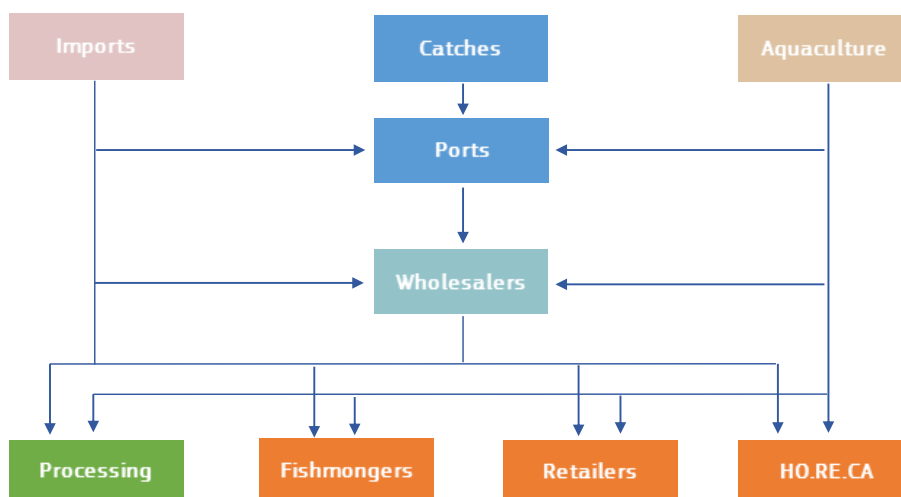 Imports
Catches
Aquaculture
Ports
Wholesalers
Processing
Fishmongers
Retailers
HO.RE.CA